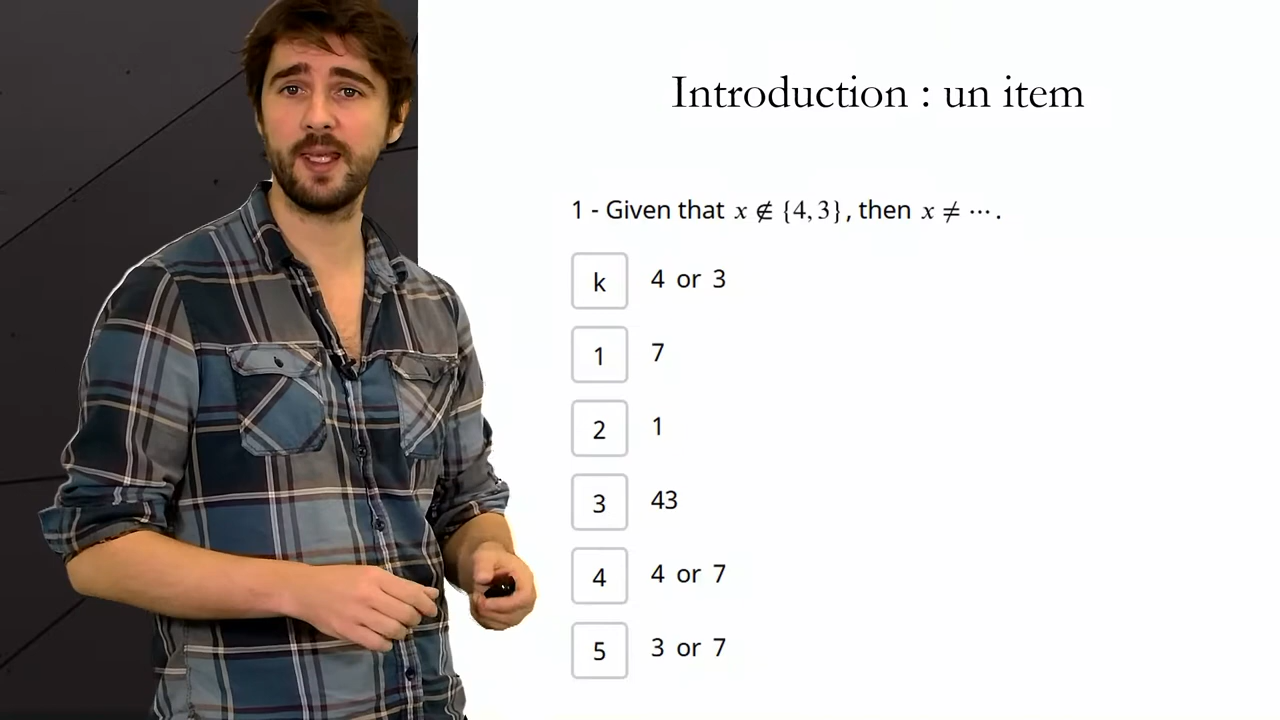 Introduction : un item
1 - Given that x ∉ {4, 3}, then x ≠ ⋯.
k 4 or 3
1 7
2 1
3 43
4 4 or 7
5 3 or 7